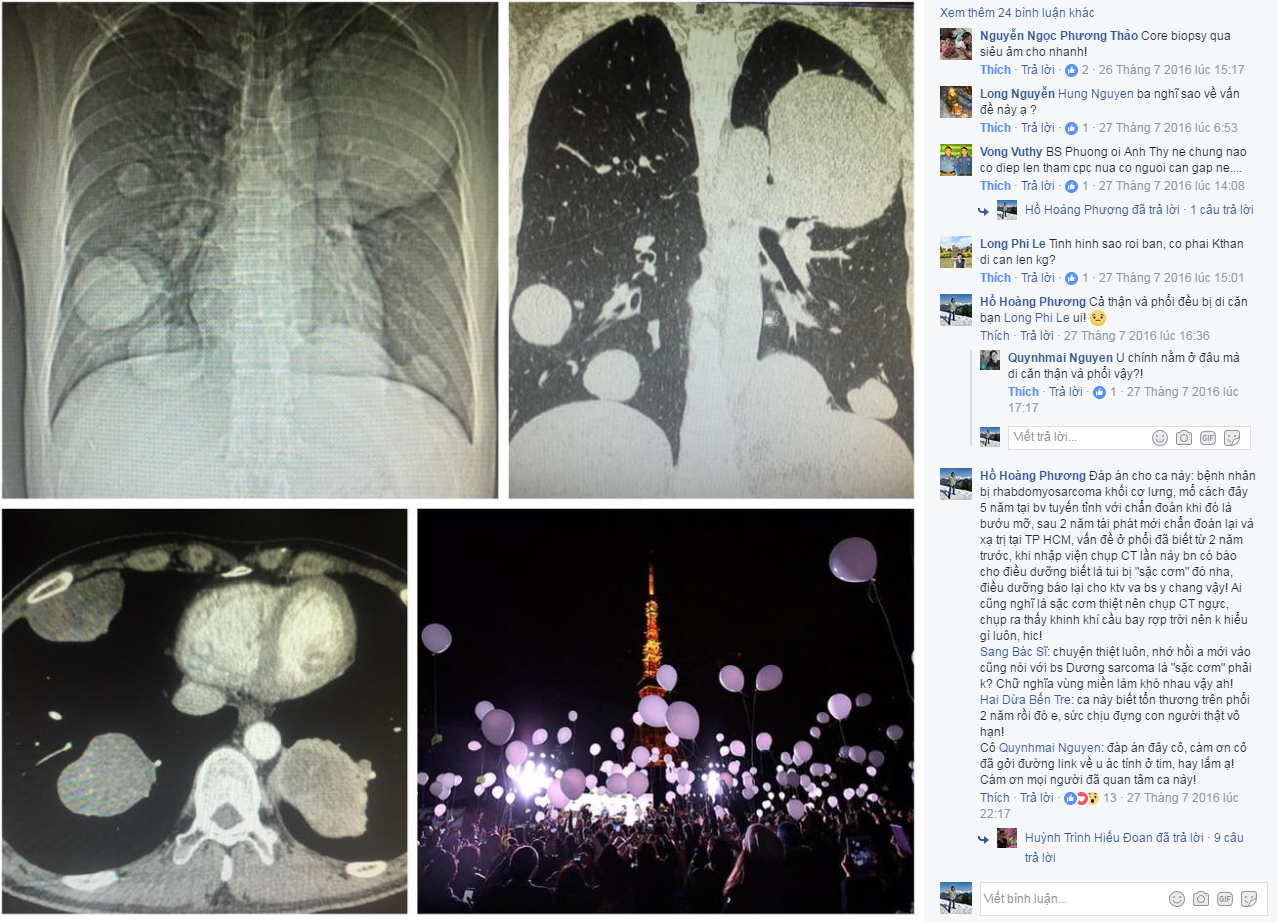 Xem thêm 24 bình luận khác
Nguyễn Ngọc Phương Thảo Core biopsy qua
siêu âm cho nhanh!
Thích · Trả lời · 2 · 26 Tháng 7 2016 lúc 15:17
Long Nguyễn Hung Nguyen ba nghĩ sao về vấn
đề này ạ ?
Thích · Trả lời · 1 · 27 Tháng 7 2016 lúc 6:53
Vong Vuthy BS Phuong oi Anh Thy ne chung nao
co diep len tham cpc nua co nguoi can gap ne....
Thích · Trả lời · 1 · 27 Tháng 7 2016 lúc 14:08
Hồ Hoàng Phương đã trả lời · 1 câu trả lời
Long Phi Le Tinh hinh sao roi ban, co phai Kthan
di can len kg?
Thích · Trả lời · 1 · 27 Tháng 7 2016 lúc 15:01
Hồ Hoàng Phương Cả thận và phổi đều bị di căn
bạn Long Phi Le ui! 😟
Thích · Trả lời · 27 Tháng 7 2016 lúc 16:36
Quynhmai Nguyen U chính nằm ở đâu mà
di căn thận và phổi vậy?!
Thích · Trả lời · 1 · 27 Tháng 7 2016 lúc
17:17
Viết trả lời...
GIF
Hồ Hoàng Phương Đáp án cho ca này: bệnh nhân
bị rhabdomyosarcoma khối cơ lưng, mổ cách đây
5 năm tại bv tuyến tỉnh với chẩn đoán khi đó là
bướu mỡ, sau 2 năm tái phát mới chẩn đoán lại và
xạ trị tại TP HCM, vấn đề ở phổi đã biết từ 2 năm
trước, khi nhập viện chụp CT lần này bn có báo
cho điều dưỡng biết là tui bị "sặc cơm" đó nha,
điều dưỡng báo lại cho ktv va bs y chang vậy! Ai
cũng nghĩ là sặc cơm thiệt nên chụp CT ngực,
chụp ra thấy khinh khí cầu bay rợp trời nên k hiểu
gì luôn, hic!
Sang Bác Sĩ: chuyện thiệt luôn, nhớ hồi a mới vào
cũng nói với bs Dương sarcoma là "sặc cơm" phải
k? Chữ nghĩa vùng miền làm khó nhau vậy ah!
Hai Dừa Bến Tre: ca này biết tổn thương trên phổi
2 năm rồi đó e, sức chịu đựng con người thật vô
hạn!
Cô Quynhmai Nguyen: đáp án đây cô, cám ơn cô
đã gởi đường link về u ác tính ở tim, hay lắm ạ!
Cám ơn mọi người đã quan tâm ca này!
Thích · Trả lời · 13 · 27 Tháng 7 2016 lúc
22:17
Huỳnh Trình Hiếu Đoan đã trả lời · 9 câu
trả lời
Viết bình luận...
GIF